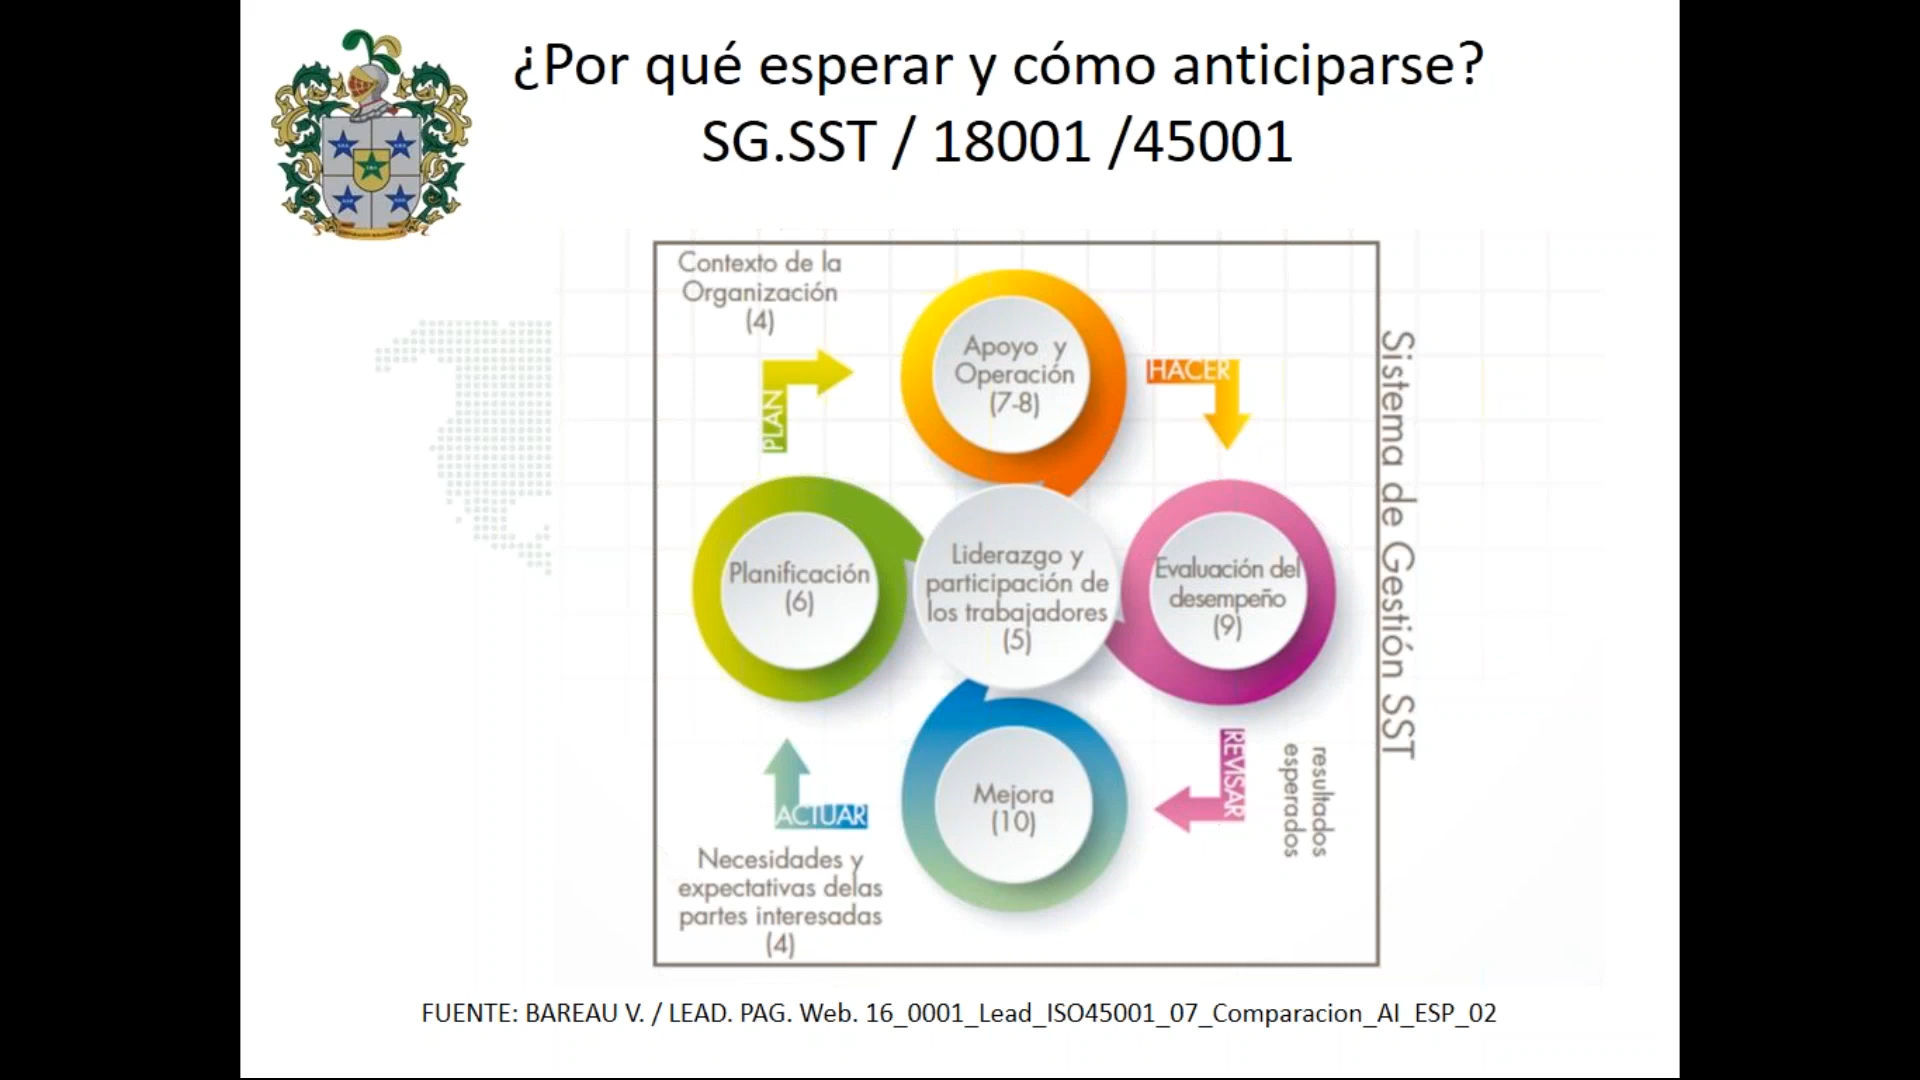 ¿Por qué esperar y cómo anticiparse?
SG.SST / 18001 /45001
Contexto de la
Organización
(4)
PLAN
Apoyo y
Operación
(7-8)
HACER
Planificación
(6)
Liderazgo y
participación de
los trabajadores
(5)
Evaluación del
desempeño
(9)
Mejora
(10)
REVISAR
resultados
esperados
ACTUAR
Necesidades y
expectativas delas
partes interesadas
(4)
Sistema de Gestión SST
FUENTE: BAREAU V. / LEAD. PAG. Web. 16_0001_Lead_ISO45001_07_Comparacion_AI_ESP_02